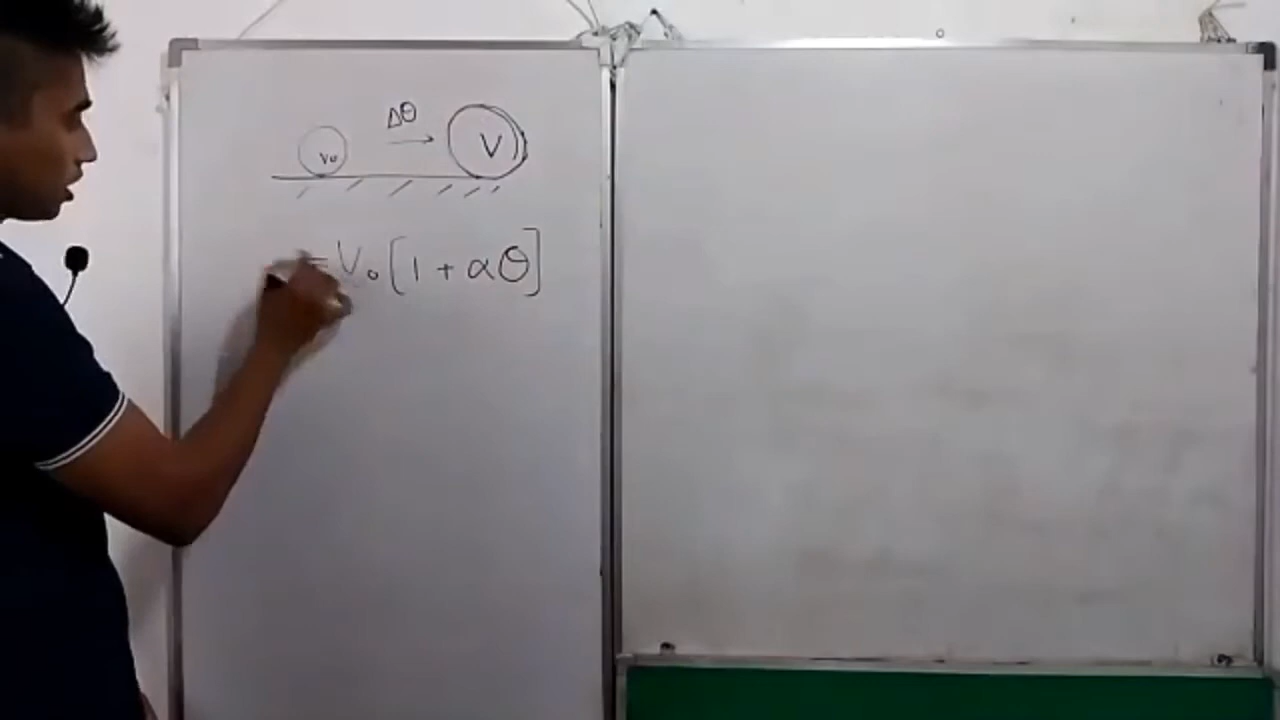 Δθ
V₀ → V
= V₀ [1 + αθ]